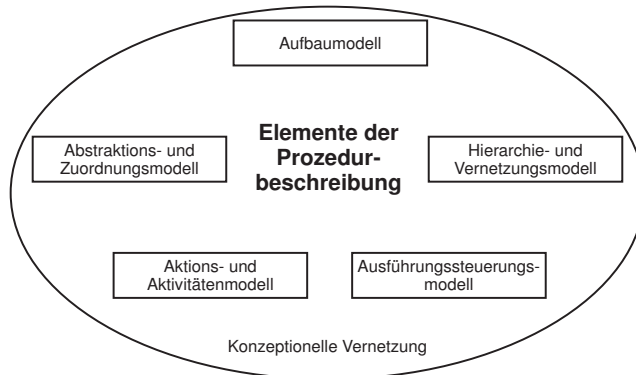 Aufbaumodell
Elemente der
Prozedur-
beschreibung
Abstraktions- und
Zuordnungsmodell
Hierarchie- und
Vernetzungsmodell
Aktions- und
Aktivitätenmodell
Ausführungssteuerungs-
modell
Konzeptionelle Vernetzung